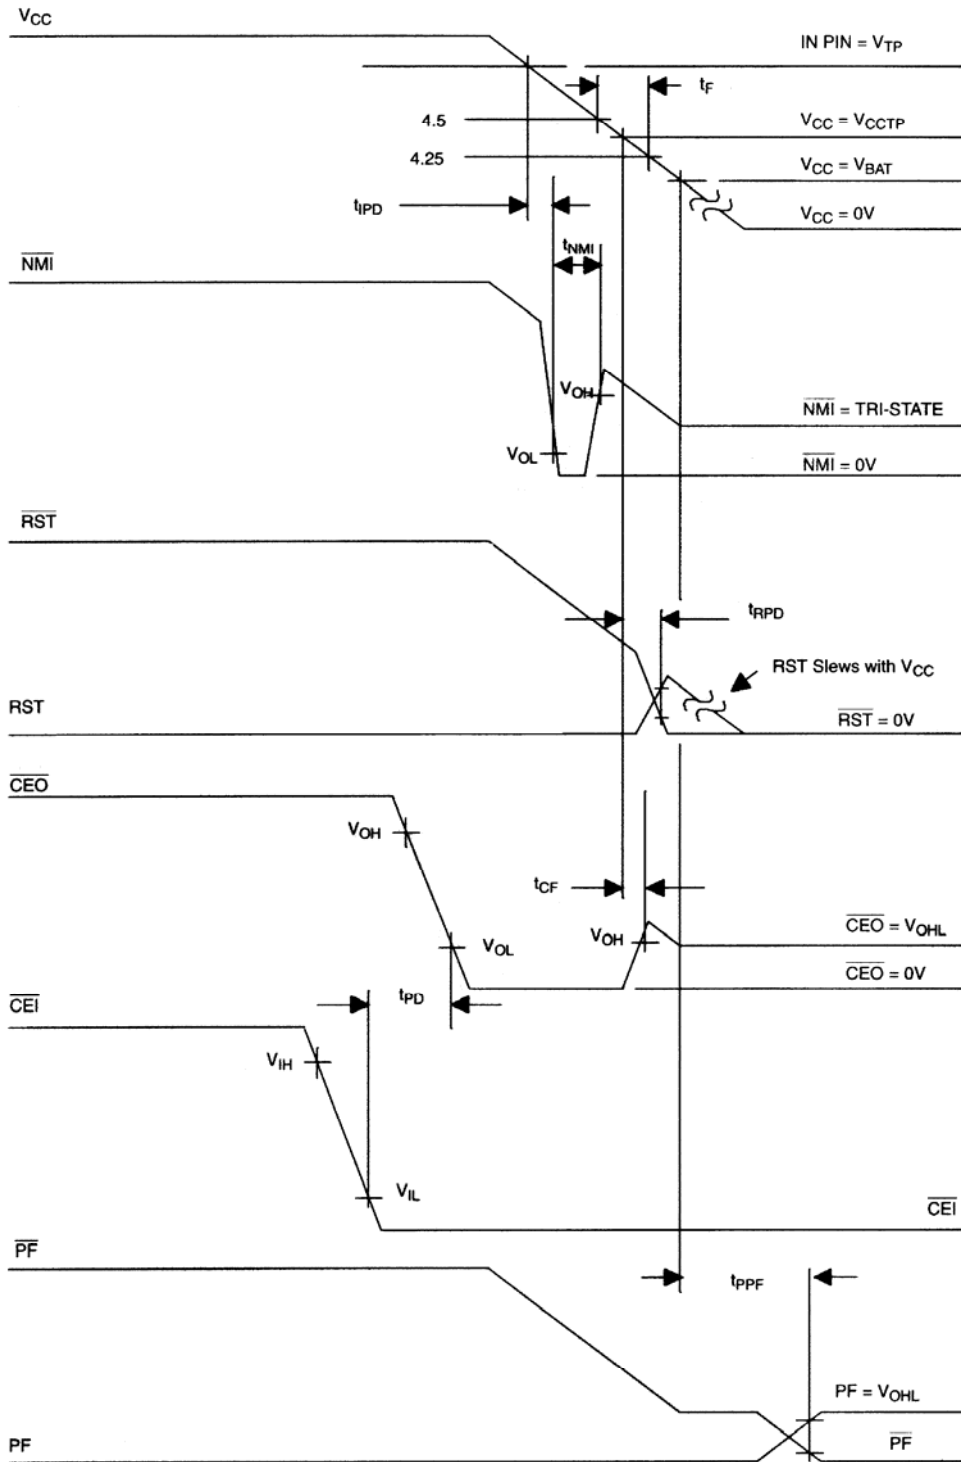 VCC
IN PIN = VTP
tF
4.5
VCC = VCCTP
4.25
VCC = VBAT
tIPD
VCC = 0V
tNMI
NMI
VOH
NMI = TRI-STATE
VOL
NMI = 0V
RST
tRPD
RST Slews with VCC
RST
RST = 0V
CEO
VOH
tCF
VOH
CEO = VOHL
VOL
CEO = 0V
tPD
CEI
VIH
VIL
CEI
PF
tPPF
PF = VOHL
PF
PF